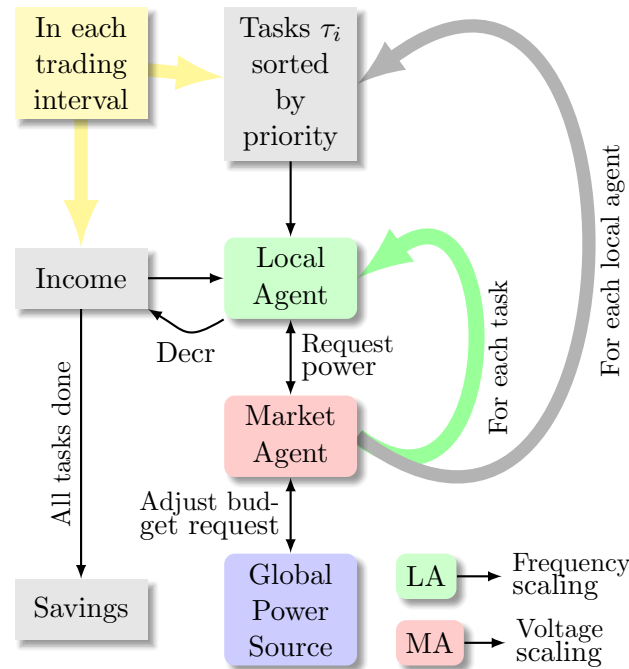 In each
trading
interval
Tasks τᵢ
sorted
by
priority
For each local agent
Income
Local
Agent
Decr
Request
power
For each task
All tasks done
Market
Agent
Adjust bud-
get request
Savings
Global
Power
Source
LA
Frequency
scaling
MA
Voltage
scaling